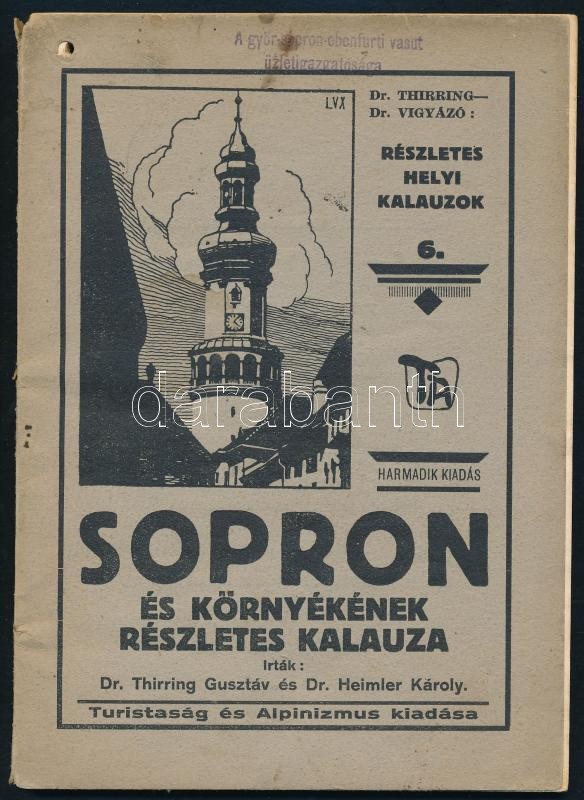 A győr-sopron-ebenfurti vasut
üzletigazgatósága
LVX
Dr. THIRRING—
Dr. VIGYÁZÓ:
RÉSZLETES
HELYI
KALAUZOK
6.
HARMADIK KIADÁS
darabanth
SOPRON
ÉS KÖRNYÉKÉNEK
RÉSZLETES KALAUZA
Irták:
Dr. Thirring Gusztáv és Dr. Heimler Károly.
Turistaság és Alpinizmus kiadása